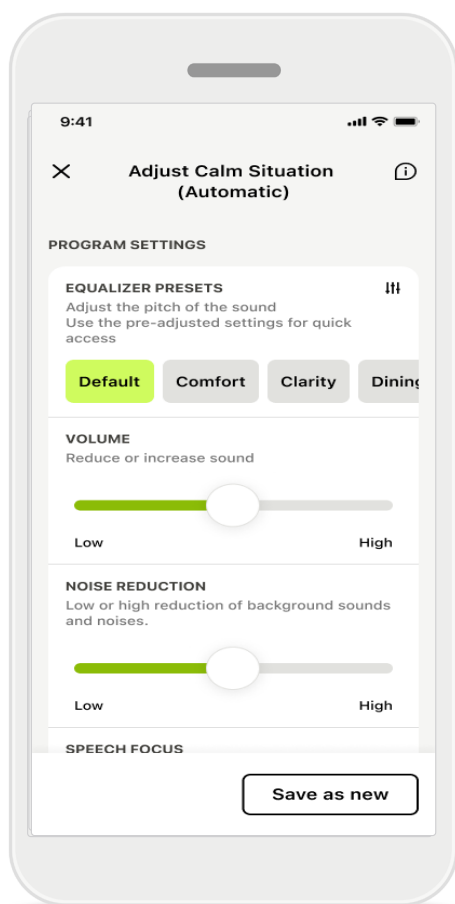 9:41
Adjust Calm Situation
(Automatic)
PROGRAM SETTINGS
EQUALIZER PRESETS
Adjust the pitch of the sound
Use the pre-adjusted settings for quick
access
Default Comfort Clarity Dining
VOLUME
Reduce or increase sound
Low High
NOISE REDUCTION
Low or high reduction of background sounds
and noises.
Low High
SPEECH FOCUS
Save as new